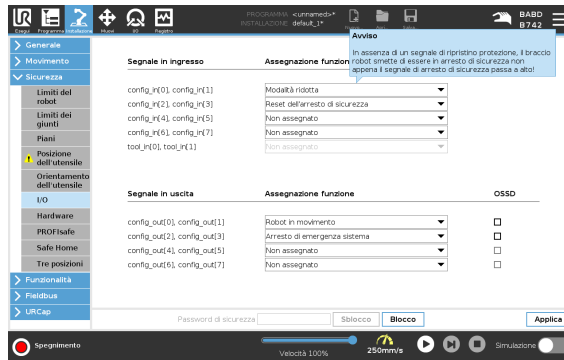 PROGRAMMA <unnamed>*
INSTALLAZIONE default_1*
BABD
B742
Esegui Programma Installazione Muovi I/O Registro
Avviso
In assenza di un segnale di ripristino protezione, il braccio
robot smette di essere in arresto di sicurezza non
appena il segnale di arresto di sicurezza passa a alto!
Generale
Movimento
Sicurezza
Limiti del
robot
Limiti dei
giunti
Piani
Posizione
dell'utensile
Orientamento
dell'utensile
I/O
Hardware
PROFIsafe
Safe Home
Tre posizioni
Funzionalità
Fieldbus
URCap
Segnale in ingresso Assegnazione funzion
config_in[0], config_in[1] Modalità ridotta
config_in[2], config_in[3] Reset dell'arresto di sicurezza
config_in[4], config_in[5] Non assegnato
config_in[6], config_in[7] Non assegnato
tool_in[0], tool_in[1] Non assegnato
Segnale in uscita Assegnazione funzione OSSD
config_out[0], config_out[1] Robot in movimento
config_out[2], config_out[3] Arresto di emergenza sistema
config_out[4], config_out[5] Non assegnato
config_out[6], config_out[7] Non assegnato
Password di sicurezza Sblocco Blocco Applica
Spegnimento
Velocità 100%
250mm/s
Simulazione